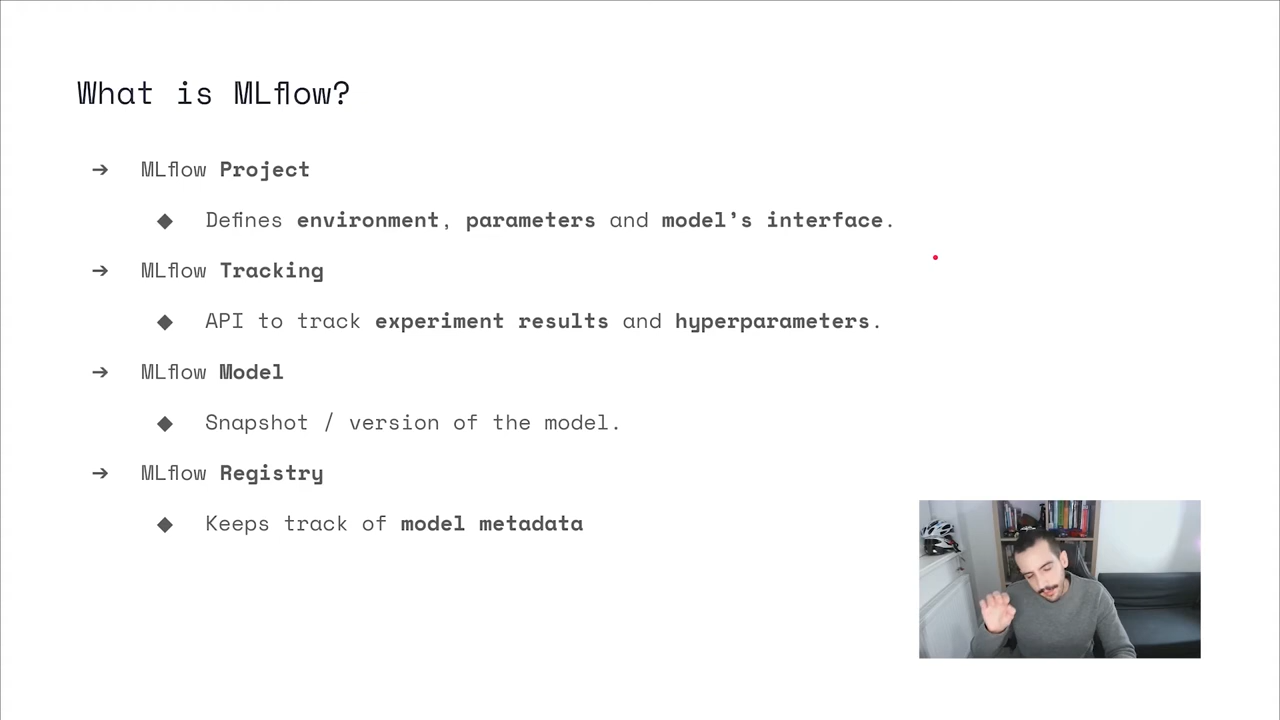 What is MLflow?
➔ MLflow Project
◆ Defines environment, parameters and model’s interface.
➔ MLflow Tracking
◆ API to track experiment results and hyperparameters.
➔ MLflow Model
◆ Snapshot / version of the model.
➔ MLflow Registry
◆ Keeps track of model metadata